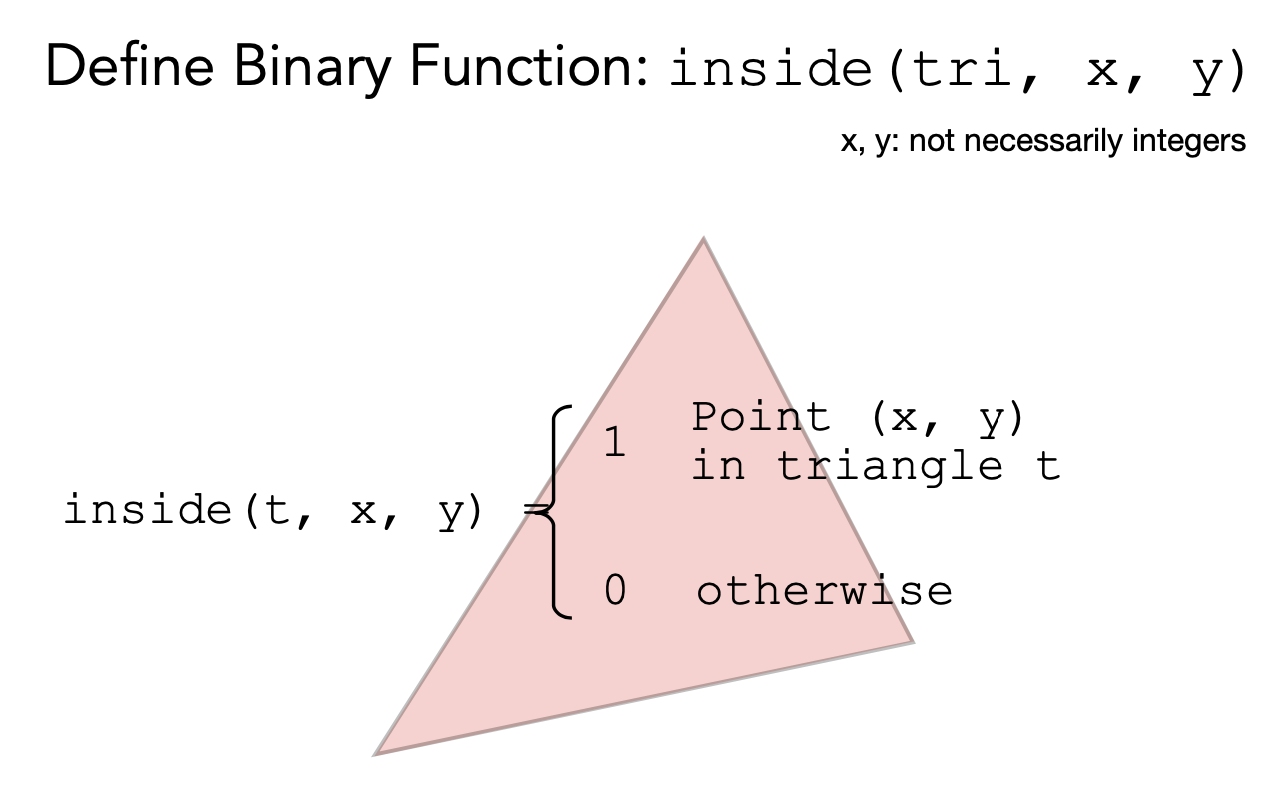 Define Binary Function: inside(tri, x, y)
x, y: not necessarily integers
1 Point (x, y)
in triangle t
inside(t, x, y) =
0 otherwise